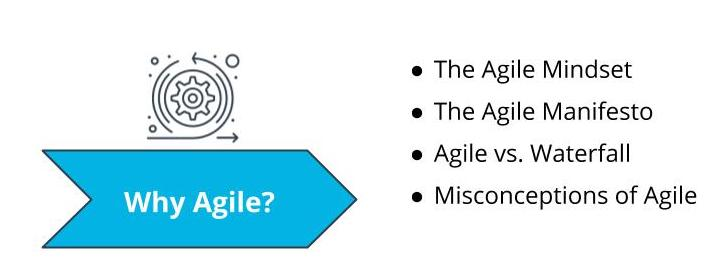 Why Agile?
● The Agile Mindset
● The Agile Manifesto
● Agile vs. Waterfall
● Misconceptions of Agile